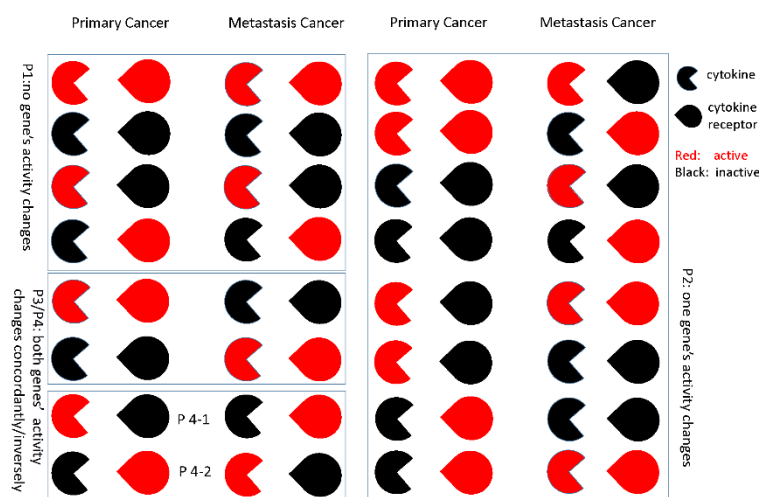 Primary Cancer
Metastasis Cancer
Primary Cancer
Metastasis Cancer
P1:no gene's activity changes
P3/P4: both genes' activity
changes concordantly/inversely
P 4-1
P 4-2
cytokine
cytokine
receptor
Red: active
Black: inactive
P2: one gene's activity changes